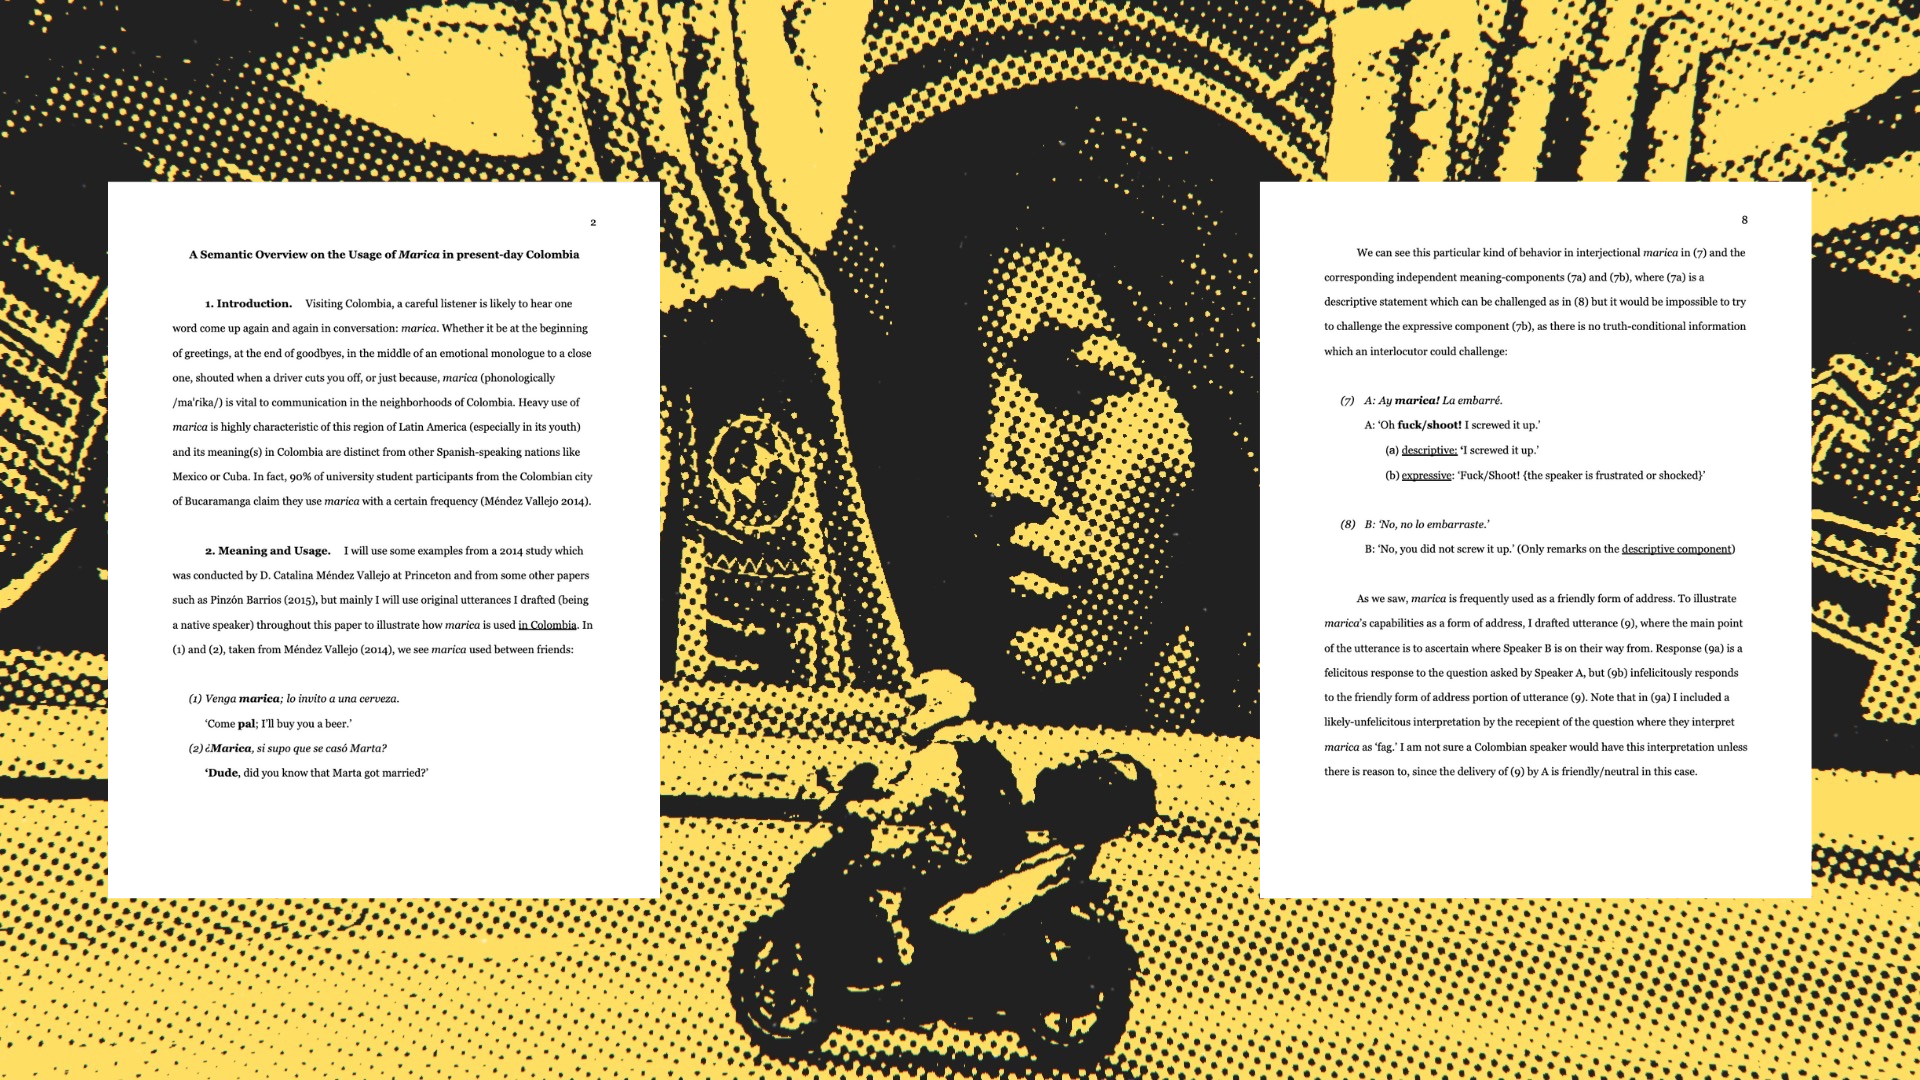 2
A Semantic Overview on the Usage of Marica in present-day Colombia
1. Introduction. Visiting Colombia, a careful listener is likely to hear one
word come up again and again in conversation: marica. Whether it be at the beginning
of greetings, at the end of goodbyes, in the middle of an emotional monologue to a close
one, shouted when a driver cuts you off, or just because, marica (phonologically
/maˈɾika/) is vital to communication in the neighborhoods of Colombia. Heavy use of
marica is highly characteristic of this region of Latin America (especially in its youth)
and its meaning(s) in Colombia are distinct from other Spanish-speaking nations like
Mexico or Cuba. In fact, 90% of university student participants from the Colombian city
of Bucaramanga claim they use marica with a certain frequency (Méndez Vallejo 2014).
2. Meaning and Usage. I will use some examples from a 2014 study which
was conducted by D. Catalina Méndez Vallejo at Princeton and from some other papers
such as Pinzón Barrios (2015), but mainly I will use original utterances I drafted (being
a native speaker) throughout this paper to illustrate how marica is used in Colombia. In
(1) and (2), taken from Méndez Vallejo (2014), we see marica used between friends:
(1) Venga marica; lo invito a una cerveza.
‘Come pal; I’ll buy you a beer.’
(2) ¿Marica, si supo que se casó Marta?
‘Dude, did you know that Marta got married?’
8
We can see this particular kind of behavior in interjectional marica in (7) and the
corresponding independent meaning-components (7a) and (7b), where (7a) is a
descriptive statement which can be challenged as in (8) but it would be impossible to try
to challenge the expressive component (7b), as there is no truth-conditional information
which an interlocutor could challenge:
(7) A: Ay marica! La embarré.
A: ‘Oh fuck/shoot! I screwed it up.’
(a) descriptive: ‘I screwed it up.’
(b) expressive: ‘Fuck/Shoot! {the speaker is frustrated or shocked}’
(8) B: ‘No, no lo embarraste.’
B: ‘No, you did not screw it up.’ (Only remarks on the descriptive component)
As we saw, marica is frequently used as a friendly form of address. To illustrate
marica’s capabilities as a form of address, I drafted utterance (9), where the main point
of the utterance is to ascertain where Speaker B is on their way from. Response (9a) is a
felicitous response to the question asked by Speaker A, but (9b) infelicitously responds
to the friendly form of address portion of utterance (9). Note that in (9a) I included a
likely-unfelicitous interpretation by the recepient of the question where they interpret
marica as ‘fag.’ I am not sure a Colombian speaker would have this interpretation unless
there is reason to, since the delivery of (9) by A is friendly/neutral in this case.